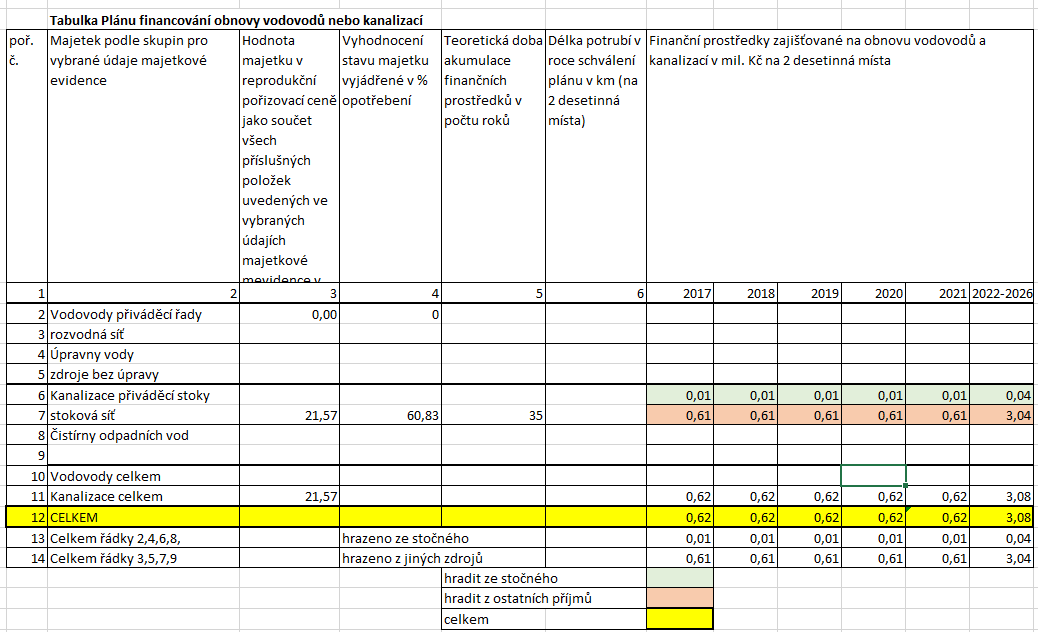 Tabulka Plánu financování obnovy vodovodů nebo kanalizací
poř. č. Majetek podle skupin pro vybrané údaje majetkové evidence Hodnota majetku v reprodukční pořizovací ceně jako součet všech příslušných položek uvedených ve vybraných údajích majetkové mevidence v Vyhodnocení stavu majetku vyjádřené v % opotřebení Teoretická doba akumulace finančních prostředků v počtu roků Délka potrubí v roce schválení plánu v km (na 2 desetinná místa) Finanční prostředky zajišťované na obnovu vodovodů a kanalizací v mil. Kč na 2 desetinná místa
1 2 3 4 5 6 2017 2018 2019 2020 2021 2022-2026
2 Vodovody přiváděcí řady 0,00 0
3 rozvodná síť
4 Úpravny vody
5 zdroje bez úpravy
6 Kanalizace přiváděcí stoky 0,01 0,01 0,01 0,01 0,01 0,04
7 stoková síť 21,57 60,83 35 0,61 0,61 0,61 0,61 0,61 3,04
8 Čistírny odpadních vod
9
10 Vodovody celkem
11 Kanalizace celkem 21,57 0,62 0,62 0,62 0,62 0,62 3,08
12 CELKEM 0,62 0,62 0,62 0,62 0,62 3,08
13 Celkem řádky 2,4,6,8, hrazeno ze stočného 0,01 0,01 0,01 0,01 0,01 0,04
14 Celkem řádky 3,5,7,9 hrazeno z jiných zdrojů 0,61 0,61 0,61 0,61 0,61 3,04
hradit ze stočného
hradit z ostatních příjmů
celkem